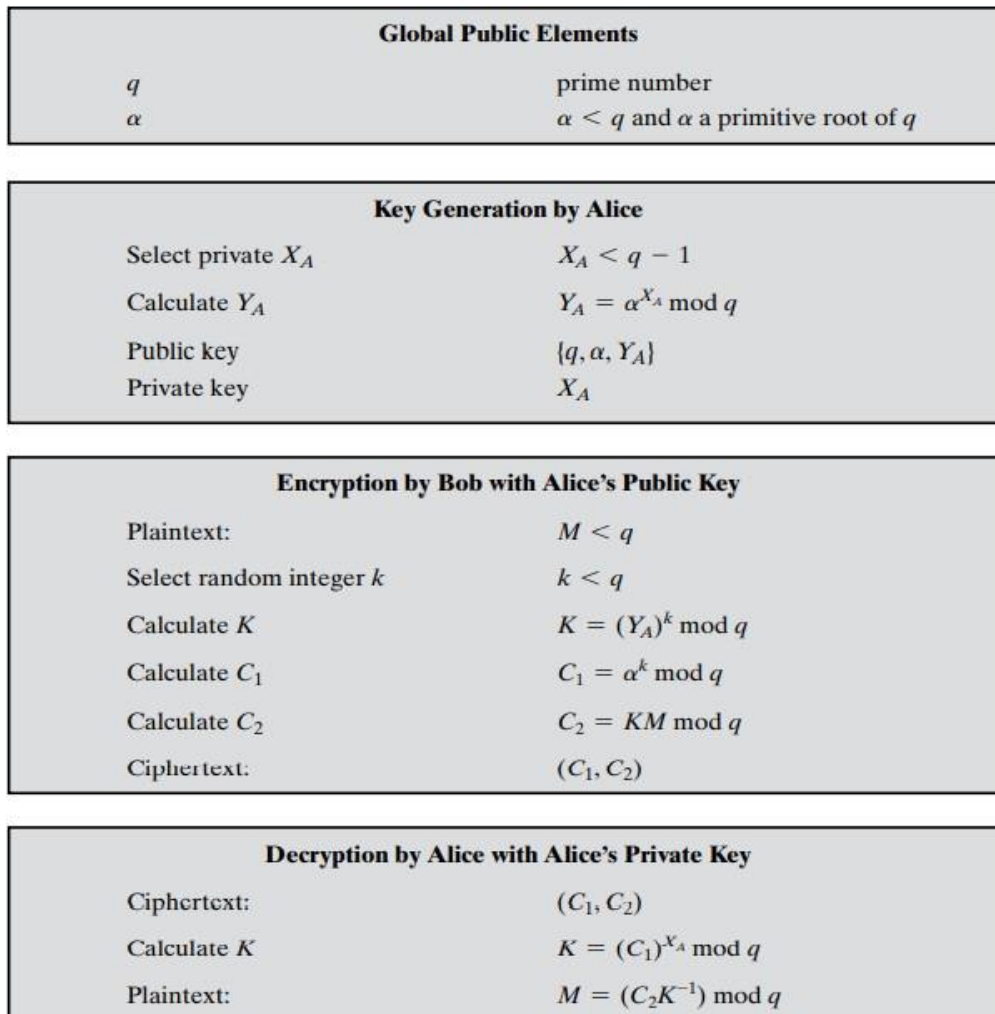 Global Public Elements
q prime number
α α < q and α a primitive root of q
Key Generation by Alice
Select private X_A X_A < q − 1
Calculate Y_A Y_A = α^{X_A} mod q
Public key {q, α, Y_A}
Private key X_A
Encryption by Bob with Alice's Public Key
Plaintext: M < q
Select random integer k k < q
Calculate K K = (Y_A)^k mod q
Calculate C_1 C_1 = α^k mod q
Calculate C_2 C_2 = KM mod q
Ciphertext: (C_1, C_2)
Decryption by Alice with Alice's Private Key
Ciphertext: (C_1, C_2)
Calculate K K = (C_1)^{X_A} mod q
Plaintext: M = (C_2K^{−1}) mod q